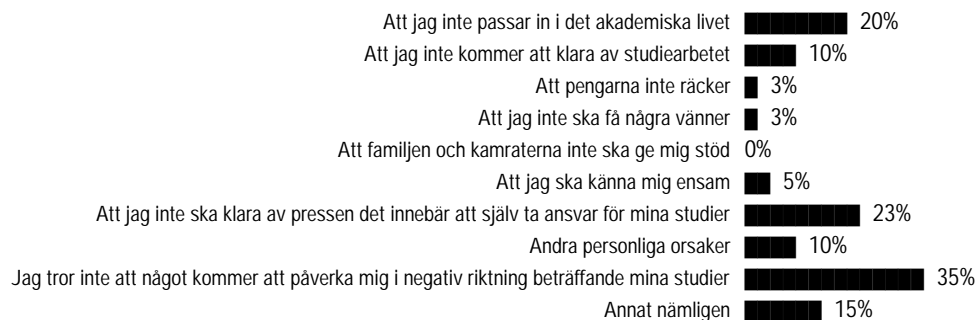 Att jag inte passar in i det akademiska livet 20%
Att jag inte kommer att klara av studiearbetet 10%
Att pengarna inte räcker 3%
Att jag inte ska få några vänner 3%
Att familjen och kamraterna inte ska ge mig stöd 0%
Att jag ska känna mig ensam 5%
Att jag inte ska klara av pressen det innebär att själv ta ansvar för mina studier 23%
Andra personliga orsaker 10%
Jag tror inte att något kommer att påverka mig i negativ riktning beträffande mina studier 35%
Annat nämligen 15%